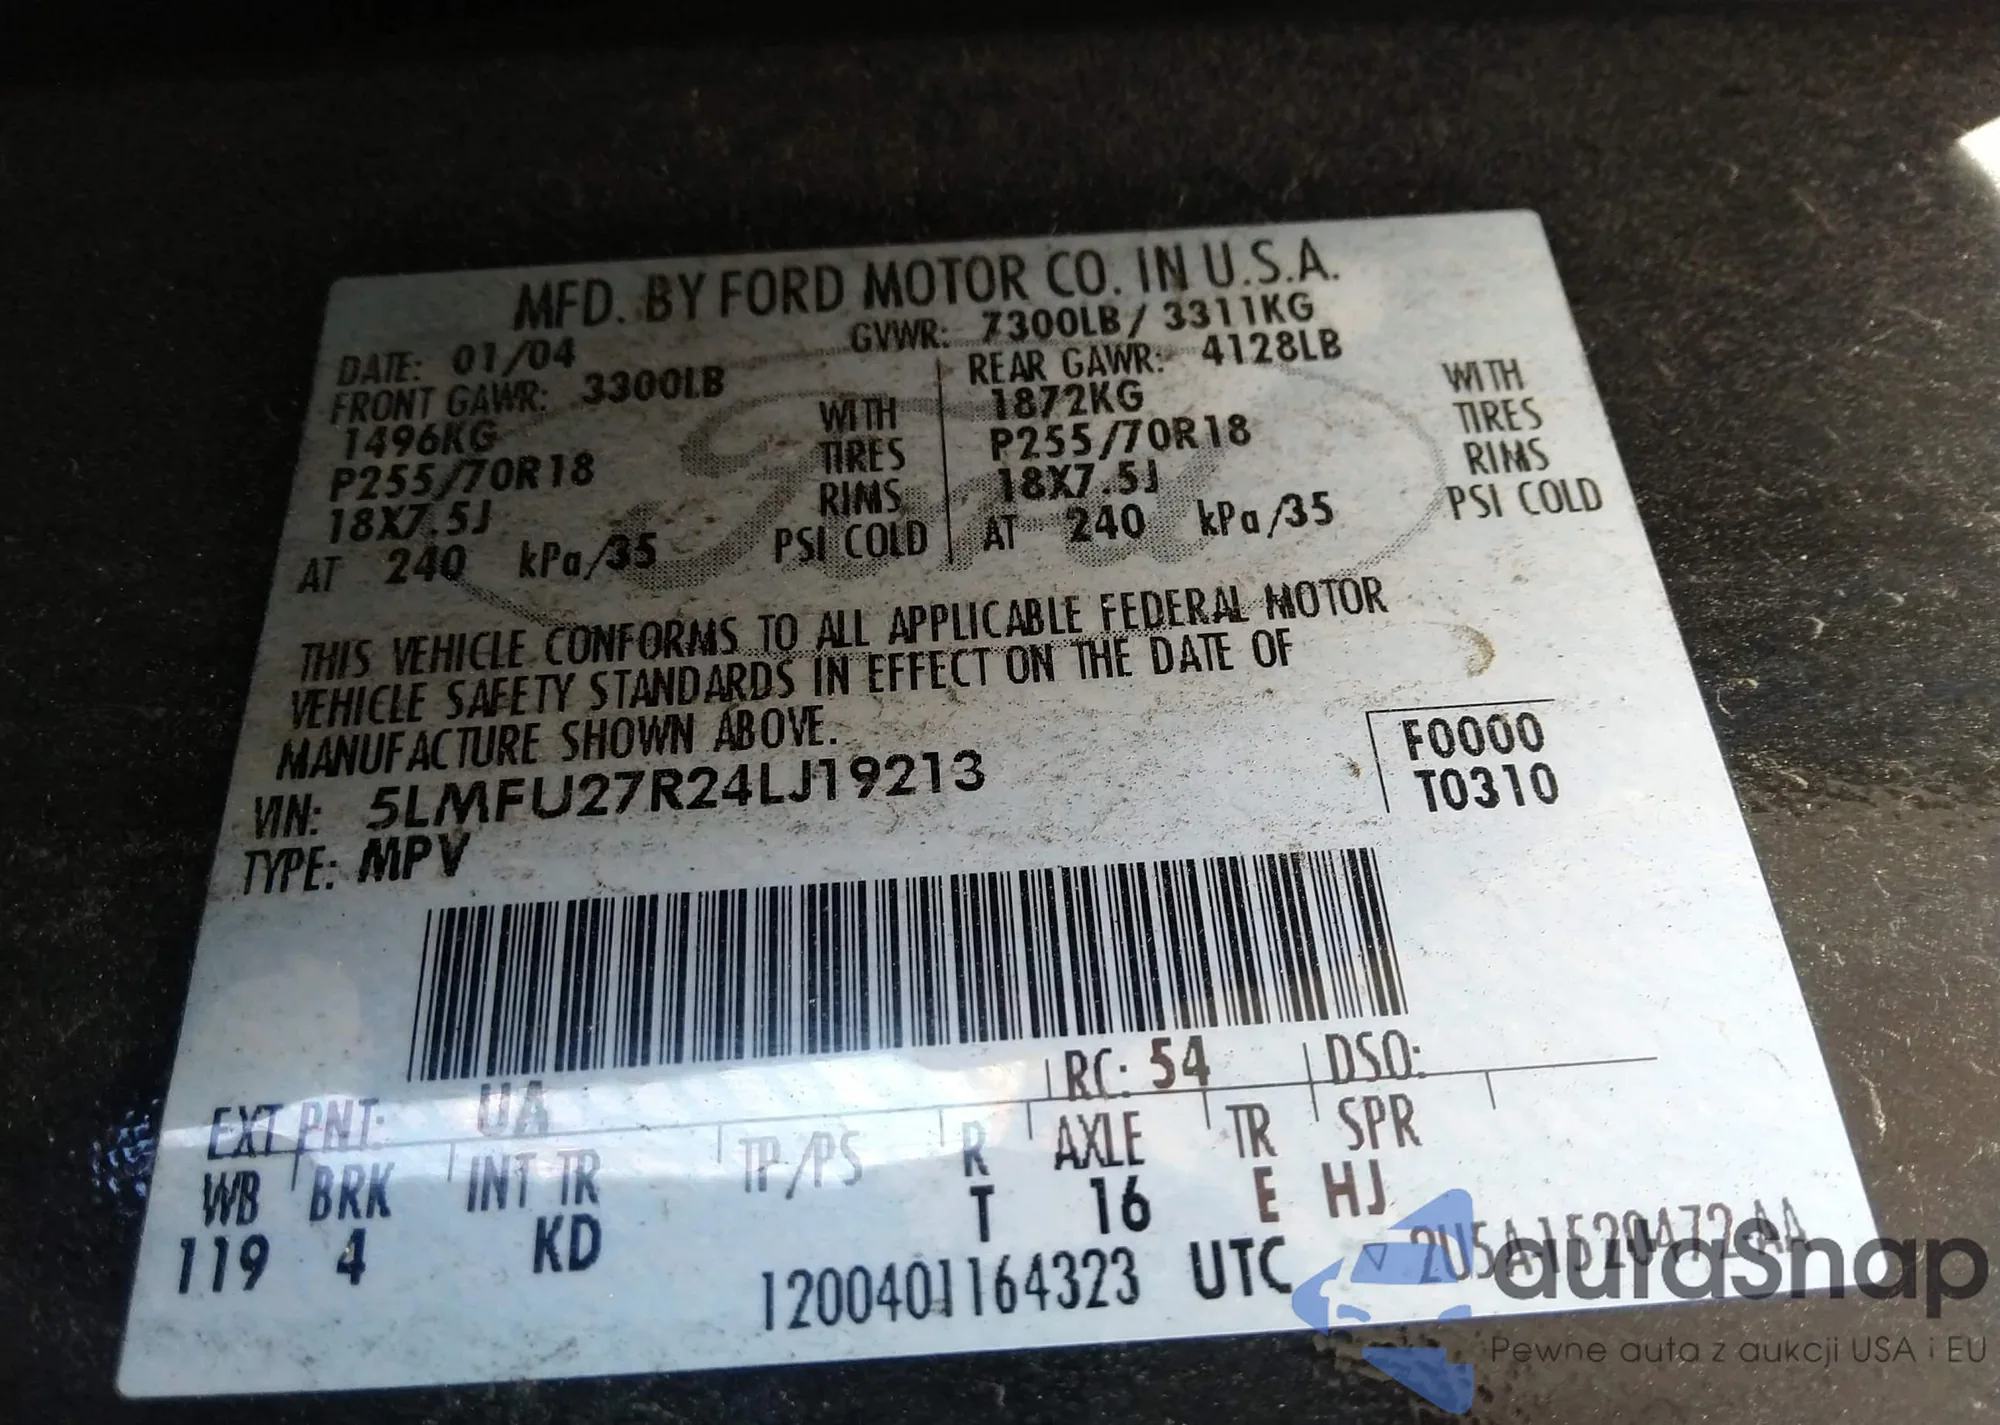 MFD. BY FORD MOTOR CO. IN U.S.A.
DATE: 01/04 GVWR: 7300LB / 3311KG
FRONT GAWR: 3300LB REAR GAWR: 4128LB
1496KG WITH 1872KG WITH
P255/70R18 TIRES P255/70R18 TIRES
18X7.5J RIMS 18X7.5J RIMS
AT 240 kPa/35 PSI COLD AT 240 kPa/35 PSI COLD
THIS VEHICLE CONFORMS TO ALL APPLICABLE FEDERAL MOTOR
VEHICLE SAFETY STANDARDS IN EFFECT ON THE DATE OF
MANUFACTURE SHOWN ABOVE.
VIN: 5LMFU27R24LJ19213
F0000
T0310
TYPE: MPV
EXT PNT: UA RC: 54 DSO:
WB BRK INT TR TP/PS R AXLE TR SPR
119 4 KD T 16 E HJ
1200401164323 UTC 2U5A-1520472-AA
autaSnap
Pewne auta z aukcji USA i EU